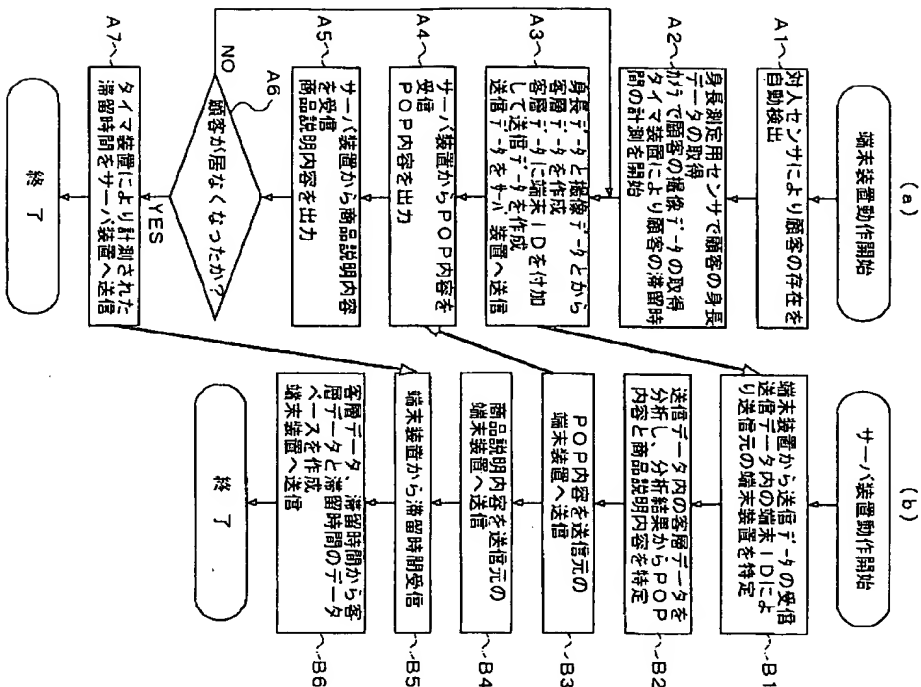 (a)
端末装置動作開始
A1
対人センサにより顧客の存在を
自動検出
A2
身長測定用センサで顧客の身長
データの取得
カメラで顧客の撮像データの取得
タイマ装置により顧客の滞留時
間の計測を開始
A3
身長データと撮像データとから
客層データを作成
客層データに端末IDを付加
して送信データを作成
送信データをサーバ装置へ送信
A4
サーバ装置からPOP内容を
受信
POP内容を出力
A5
サーバ装置から商品説明内容
を受信
商品説明内容を出力
A6
顧客が居なくなったか?
NO
YES
A7
タイマ装置により計測された
滞留時間をサーバ装置へ送信
終了
(b)
サーバ装置動作開始
端末装置から送信データの受信
送信データ内の端末IDによ
り送信元の端末装置を特定
B1
送信データ内の客層データを
分析し、分析結果からPOP
内容と商品説明内容を特定
B2
POP内容を送信元の
端末装置へ送信
B3
商品説明内容を送信元の
端末装置へ送信
B4
端末装置から滞留時間受信
B5
客層データ、滞留時間から客
層データと滞留時間のデータ
ベースを作成
端末装置へ送信
B6
終了